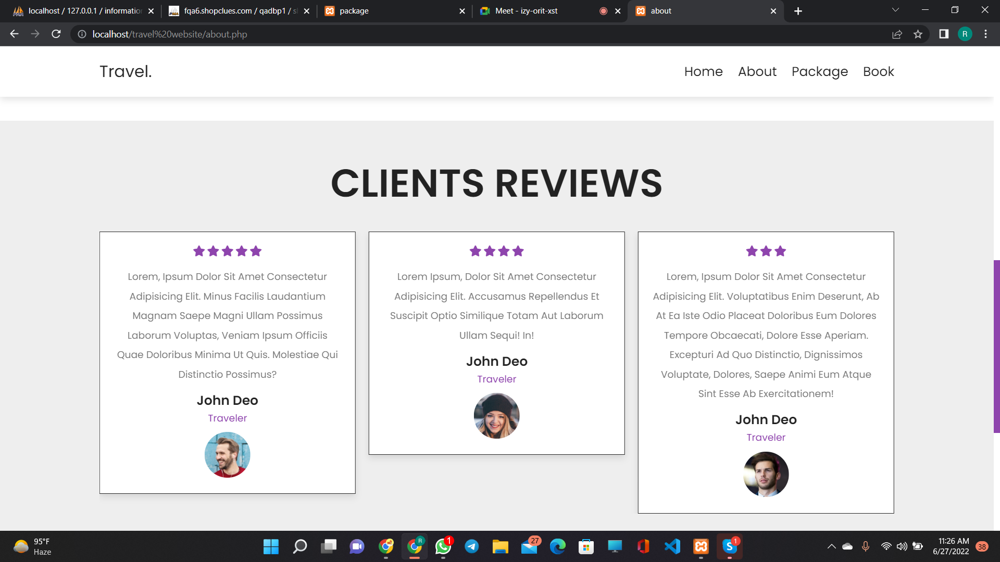 localhost / 127.0.0.1 / information
fqa6.shopclues.com / qadbp1 / s
package
Meet - izy-orit-xst
about
localhost/travel%20website/about.php
R
Travel.
Home About Package Book
CLIENTS REVIEWS
Lorem, Ipsum Dolor Sit Amet Consectetur
Adipisicing Elit. Minus Facilis Laudantium
Magnam Saepe Magni Ullam Possimus
Laborum Voluptas, Veniam Ipsum Officiis
Quae Doloribus Minima Ut Quis. Molestiae Qui
Distinctio Possimus?
John Deo
Traveler
Lorem Ipsum, Dolor Sit Amet Consectetur
Adipisicing Elit. Accusamus Repellendus Et
Suscipit Optio Similique Totam Aut Laborum
Ullam Sequi! In!
John Deo
Traveler
Lorem, Ipsum Dolor Sit Amet Consectetur
Adipisicing Elit. Voluptatibus Enim Deserunt, Ab
At Ea Iste Odio Placeat Doloribus Eum Dolores
Tempore Obcaecati, Dolore Esse Aperiam.
Excepturi Ad Quo Distinctio, Dignissimos
Voluptate, Dolores, Saepe Animi Eum Atque
Sint Esse Ab Exercitationem!
John Deo
Traveler
95°F
Haze
R
1
27
1
11:26 AM
6/27/2022
38